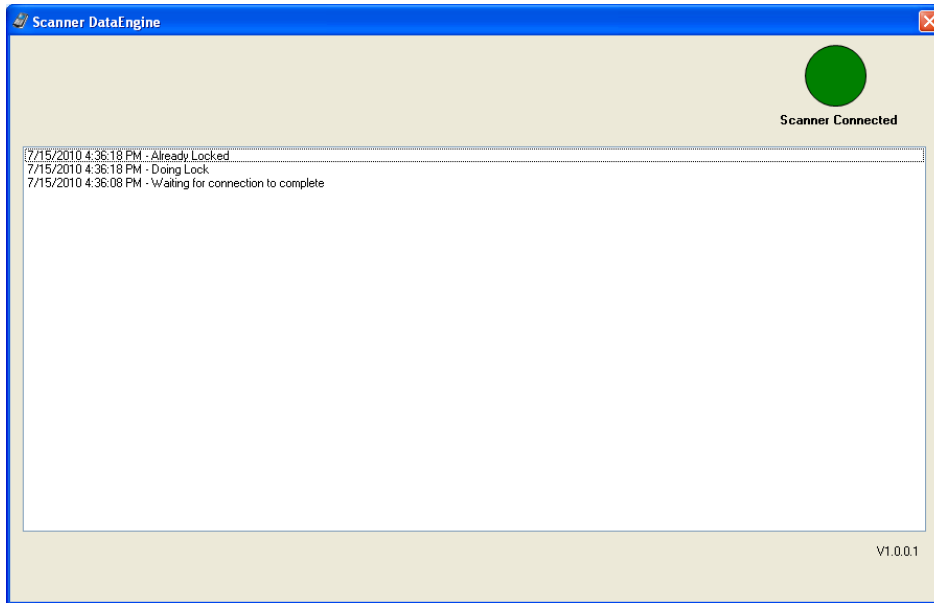 Scanner DataEngine
Scanner Connected
7/15/2010 4:36:18 PM - Already Locked
7/15/2010 4:36:18 PM - Doing Lock
7/15/2010 4:36:08 PM - Waiting for connection to complete
V1.0.0.1